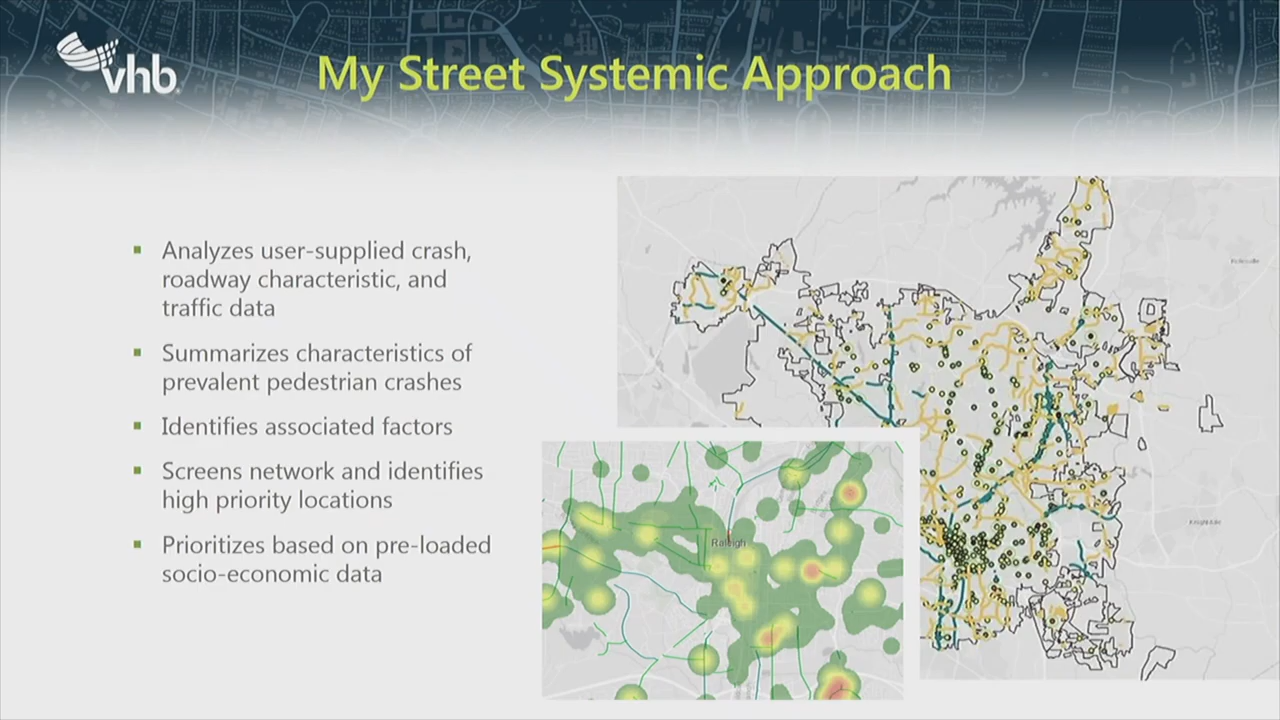 vhb
My Street Systemic Approach
Analyzes user-supplied crash,
roadway characteristic, and
traffic data
Summarizes characteristics of
prevalent pedestrian crashes
Identifies associated factors
Screens network and identifies
high priority locations
Prioritizes based on pre-loaded
socio-economic data
Raleigh